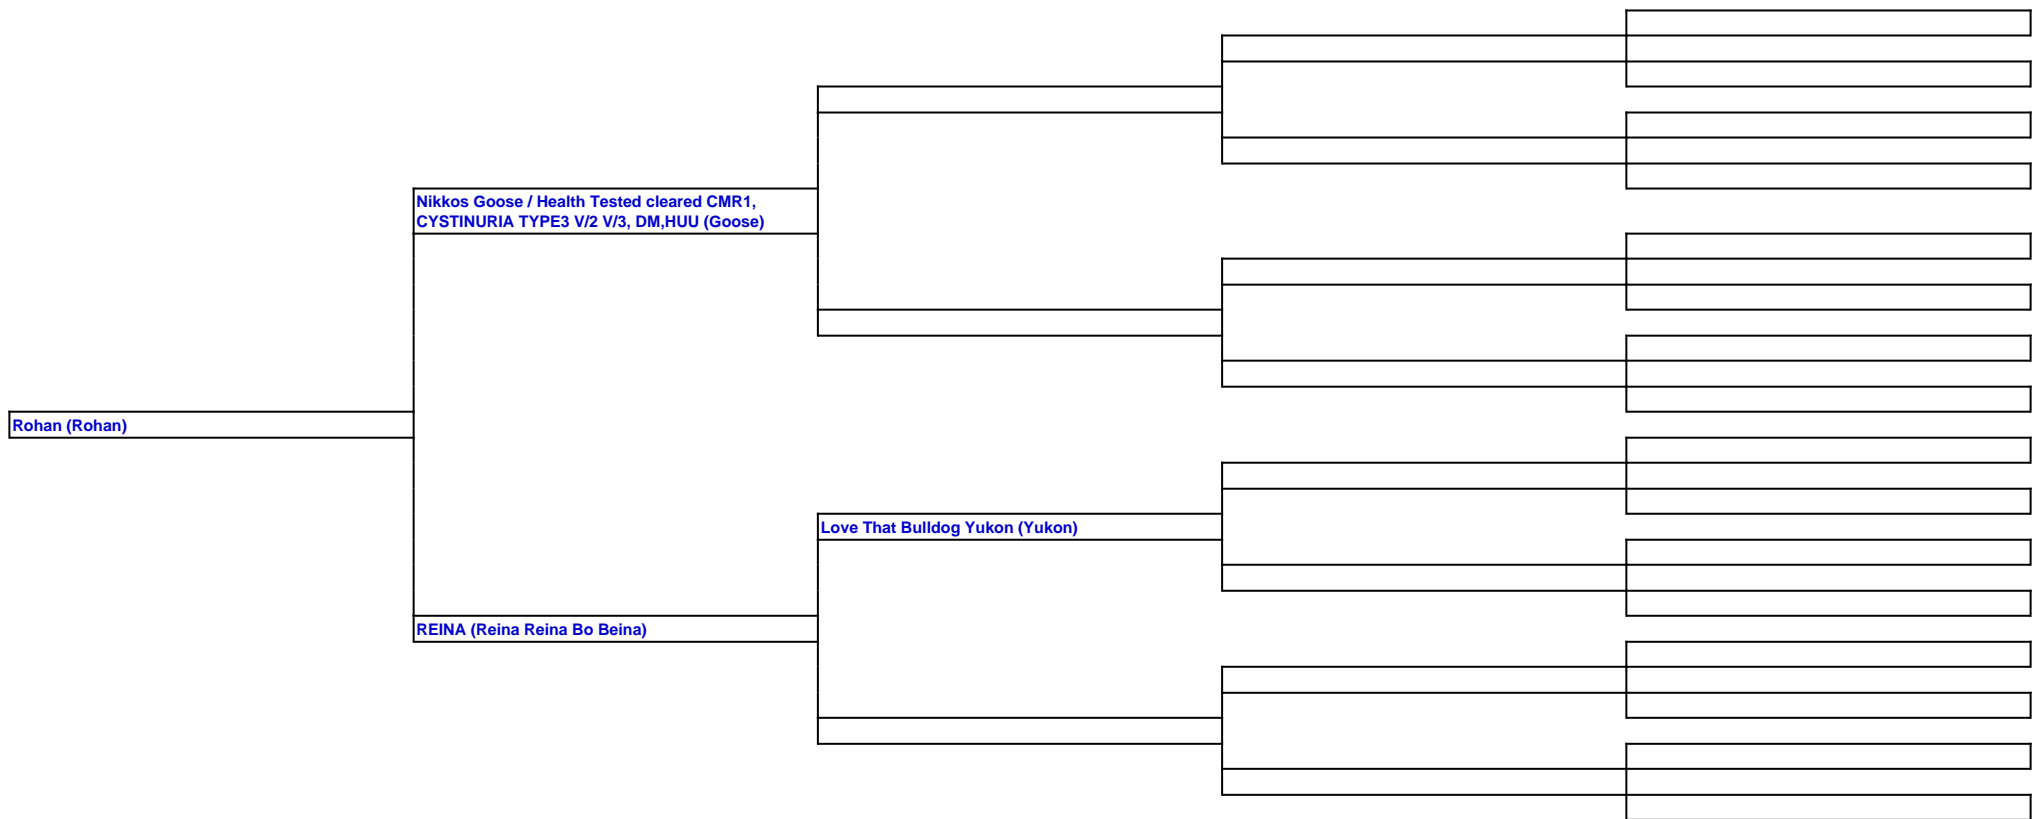 Nikkos Goose / Health Tested cleared CMR1,
CYSTINURIA TYPE3 V/2 V/3, DM,HUU (Goose)
Rohan (Rohan)
Love That Bulldog Yukon (Yukon)
REINA (Reina Reina Bo Beina)